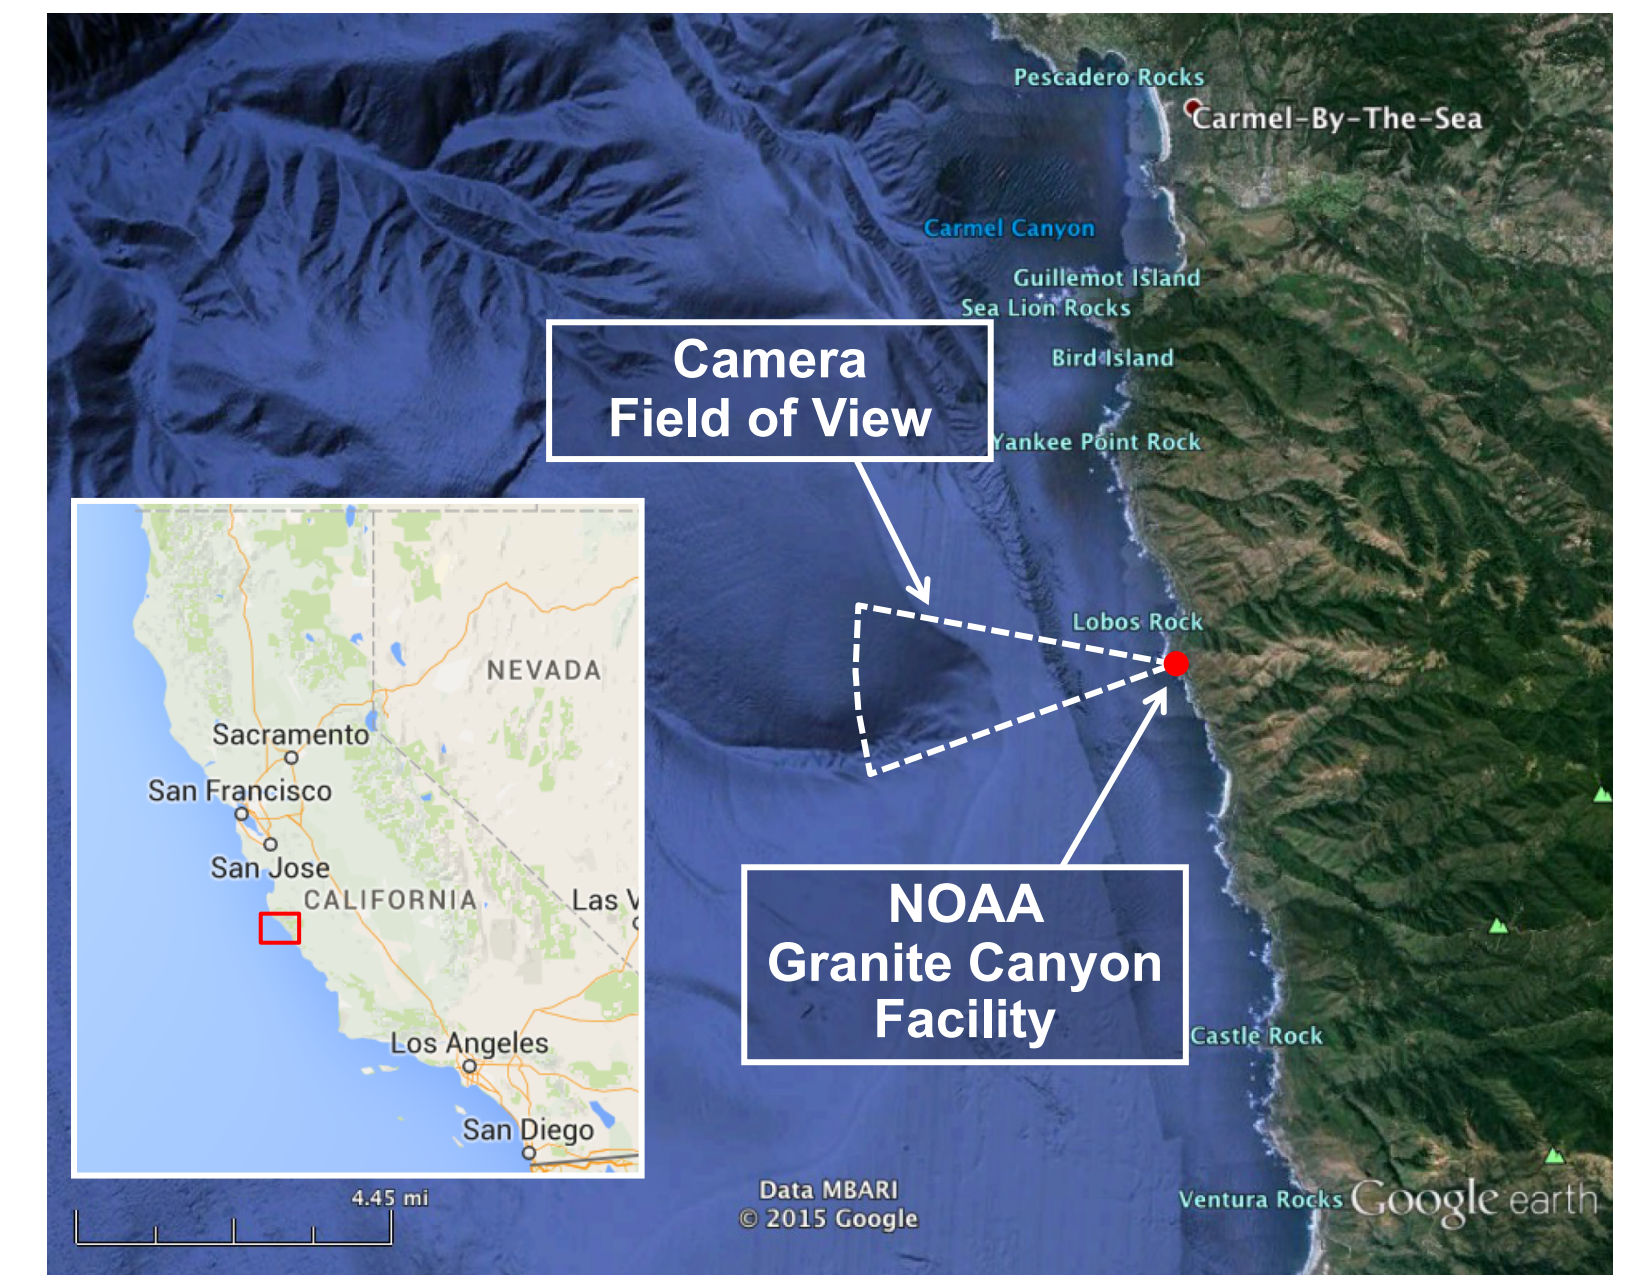 Pescadero Rocks
Carmel-By-The-Sea
Carmel Canyon
Guillemot Island
Sea Lion Rocks
Camera
Field of View
Bird Island
Yankee Point Rock
Lobos Rock
NEVADA
Sacramento
San Francisco
San Jose
CALIFORNIA
Las V
Los Angeles
San Diego
NOAA
Granite Canyon
Facility
Castle Rock
4.45 mi
Data MBARI
© 2015 Google
Ventura Rocks
Google earth